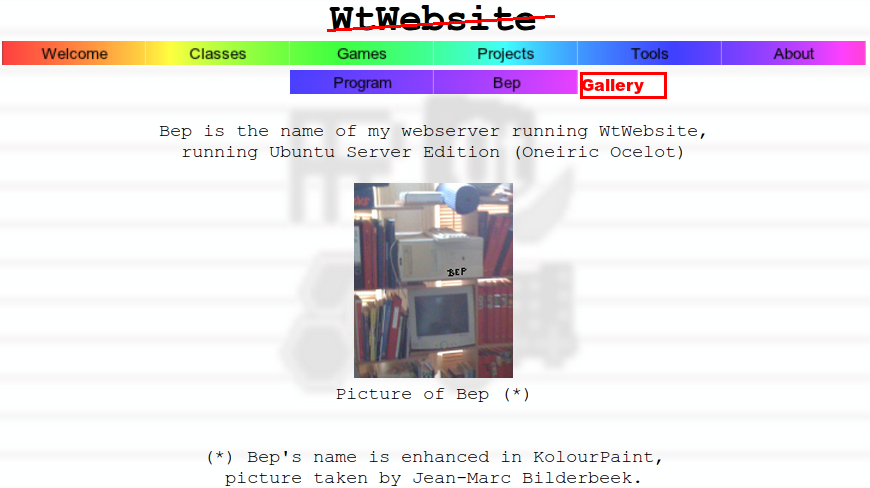 WtWebsite
Welcome Classes Games Projects Tools About
Program Bep Gallery
Bep is the name of my webserver running WtWebsite,
running Ubuntu Server Edition (Oneiric Ocelot)
BEP
Picture of Bep (*)
(*) Bep's name is enhanced in KolourPaint,
picture taken by Jean-Marc Bilderbeek.